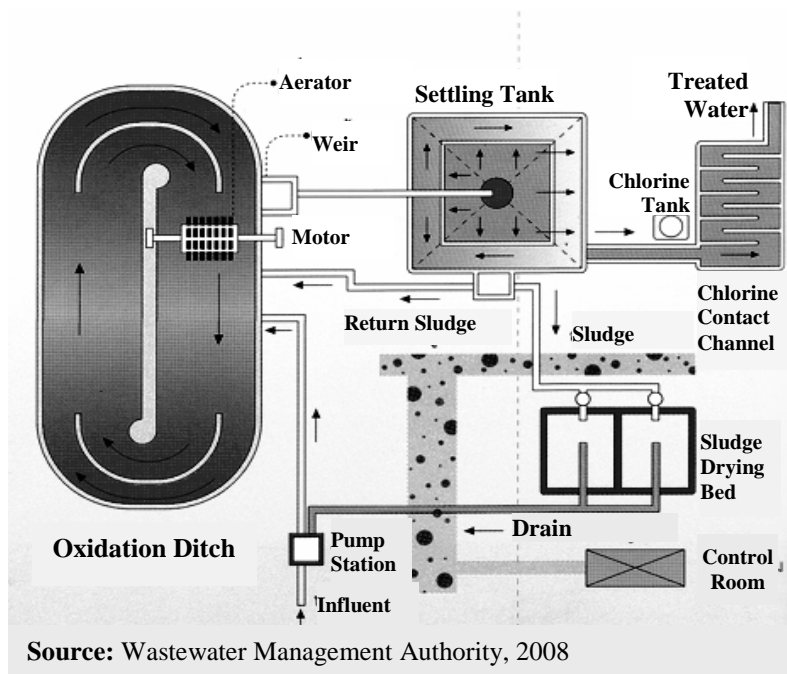 Aerator
Settling Tank
Treated
Water
Weir
Chlorine
Tank
Motor
Return Sludge
Sludge
Chlorine
Contact
Channel
Sludge
Drying
Bed
Oxidation Ditch
Pump
Station
Drain
Control
Room
Influent
Source: Wastewater Management Authority, 2008